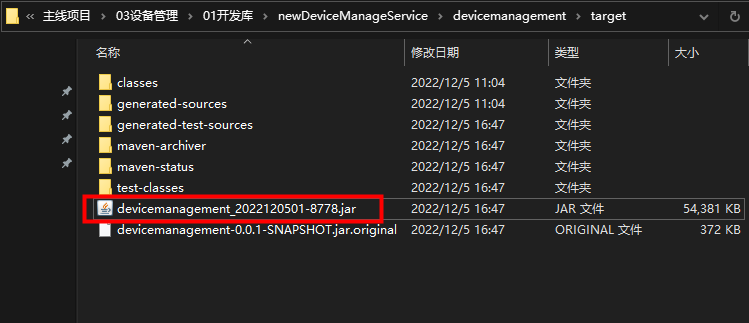 « 主线项目 › 03设备管理 › 01开发库 › newDeviceManageService › devicemanagement › target
名称 修改日期 类型 大小
classes 2022/12/5 11:04 文件夹
generated-sources 2022/12/5 11:04 文件夹
generated-test-sources 2022/12/5 16:47 文件夹
maven-archiver 2022/12/5 16:47 文件夹
maven-status 2022/12/5 16:47 文件夹
test-classes 2022/12/5 16:47 文件夹
devicemanagement_2022120501-8778.jar 2022/12/5 16:47 JAR 文件 54,381 KB
devicemanagement-0.0.1-SNAPSHOT.jar.original 2022/12/5 16:47 ORIGINAL 文件 372 KB